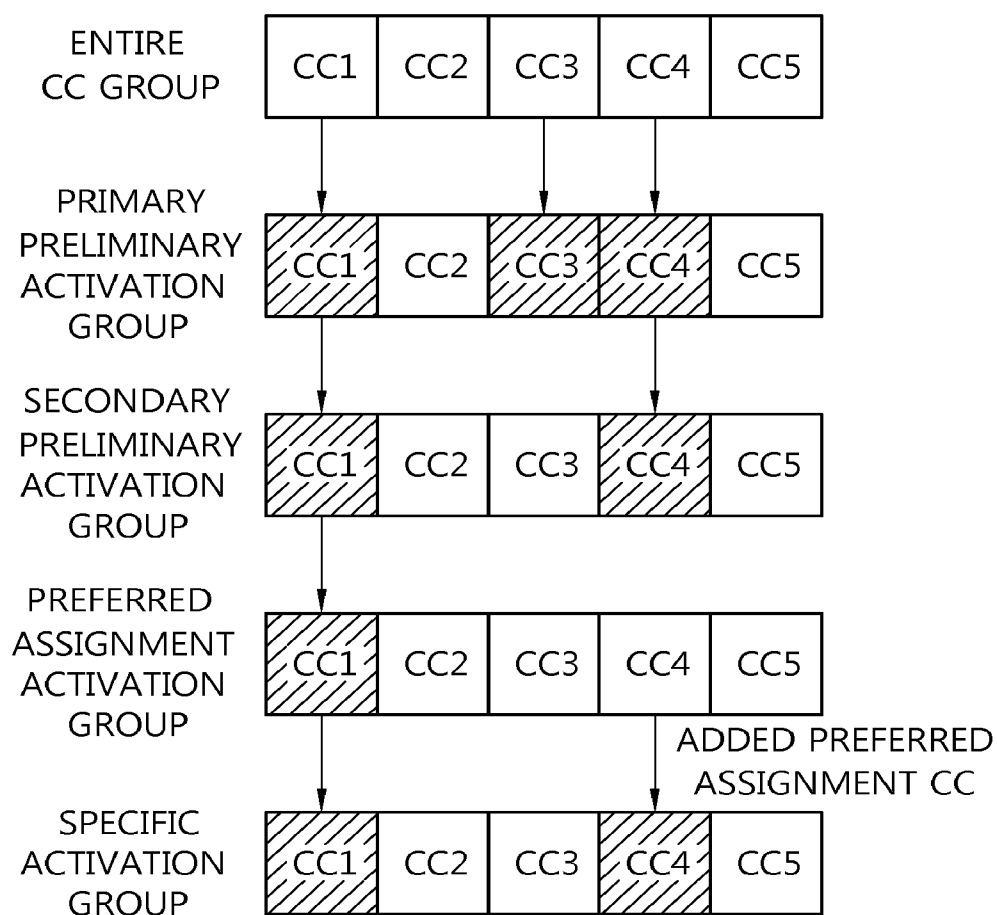 ENTIRE
CC GROUP
CC1 CC2 CC3 CC4 CC5
PRIMARY
PRELIMINARY
ACTIVATION
GROUP
CC1 CC2 CC3 CC4 CC5
SECONDARY
PRELIMINARY
ACTIVATION
GROUP
CC1 CC2 CC3 CC4 CC5
PREFERRED
ASSIGNMENT
ACTIVATION
GROUP
CC1 CC2 CC3 CC4 CC5
ADDED PREFERRED
ASSIGNMENT CC
SPECIFIC
ACTIVATION
GROUP
CC1 CC2 CC3 CC4 CC5